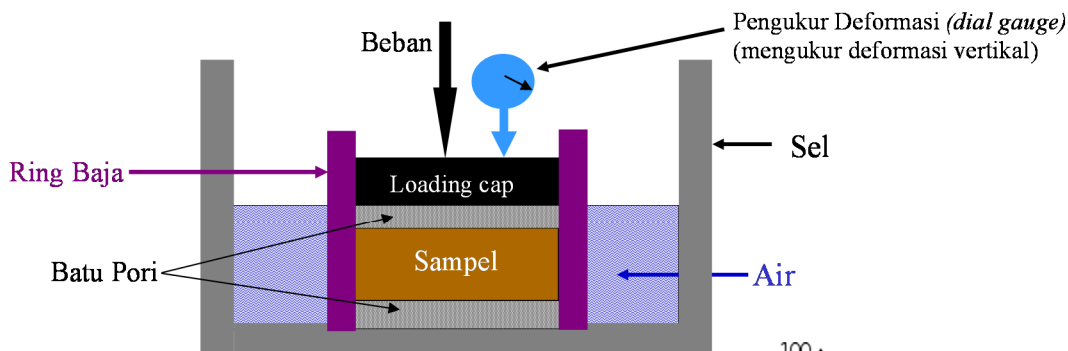 Pengukur Deformasi (dial gauge)
(mengukur deformasi vertikal)
Beban
Sel
Ring Baja
Loading cap
Sampel
Batu Pori
Air
100